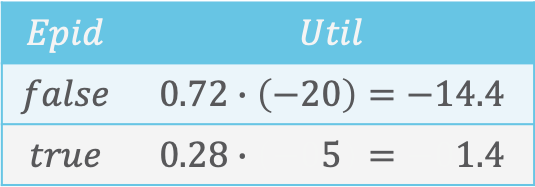 Epid Util
false 0.72 · (−20) = −14.4
true 0.28 · 5 = 1.4